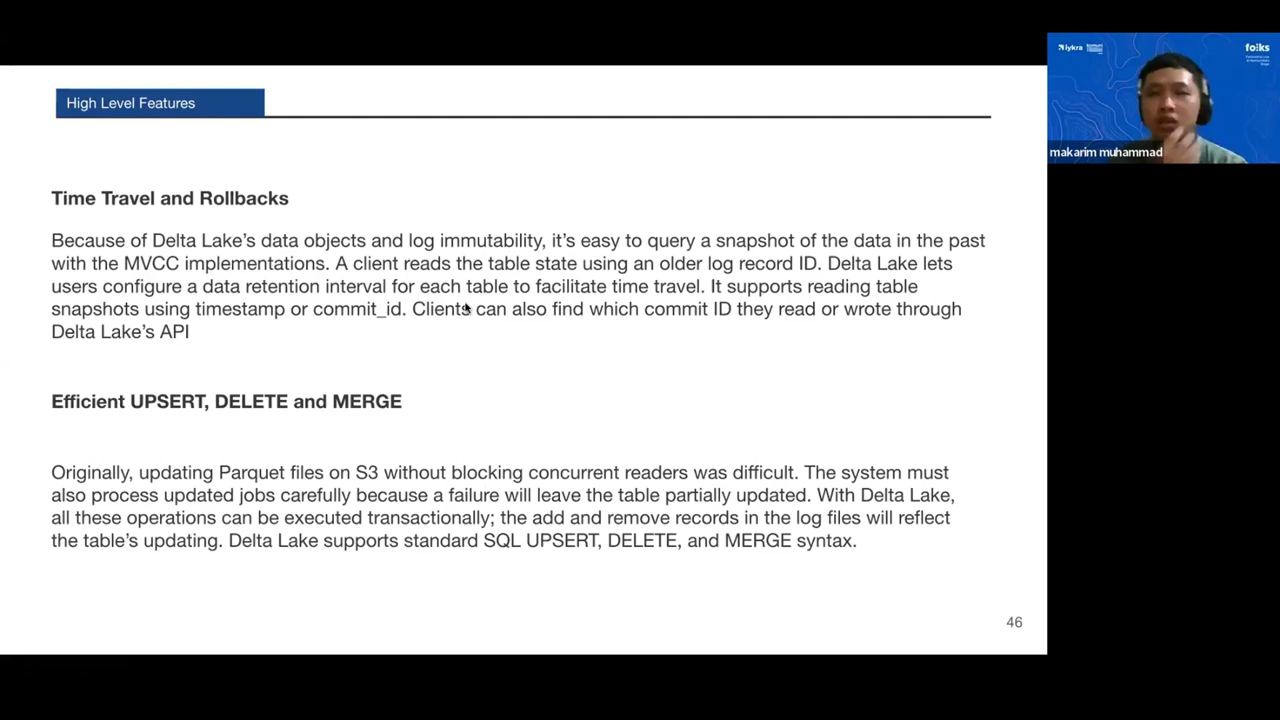 High Level Features
Time Travel and Rollbacks
Because of Delta Lake's data objects and log immutability, it's easy to query a snapshot of the data in the past
with the MVCC implementations. A client reads the table state using an older log record ID. Delta Lake lets
users configure a data retention interval for each table to facilitate time travel. It supports reading table
snapshots using timestamp or commit_id. Clients can also find which commit ID they read or wrote through
Delta Lake's API
Efficient UPSERT, DELETE and MERGE
Originally, updating Parquet files on S3 without blocking concurrent readers was difficult. The system must
also process updated jobs carefully because a failure will leave the table partially updated. With Delta Lake,
all these operations can be executed transactionally; the add and remove records in the log files will reflect
the table's updating. Delta Lake supports standard SQL UPSERT, DELETE, and MERGE syntax.
46
iykra
fo:ks
makarim muhammad